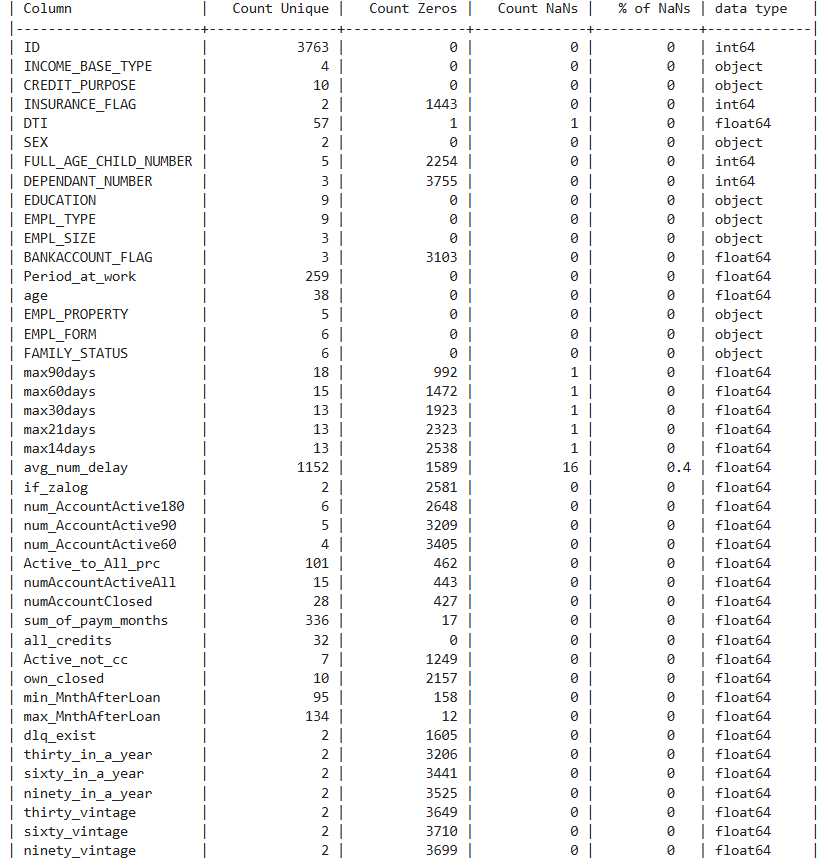 | Column | Count Unique | Count Zeros | Count NaNs | % of NaNs | data type |
|----------------------+---------------+--------------+-------------+------------+------------|
| ID | 3763 | 0 | 0 | 0 | int64 |
| INCOME_BASE_TYPE | 4 | 0 | 0 | 0 | object |
| CREDIT_PURPOSE | 10 | 0 | 0 | 0 | object |
| INSURANCE_FLAG | 2 | 1443 | 0 | 0 | int64 |
| DTI | 57 | 1 | 1 | 0 | float64 |
| SEX | 2 | 0 | 0 | 0 | object |
| FULL_AGE_CHILD_NUMBER | 5 | 2254 | 0 | 0 | int64 |
| DEPENDANT_NUMBER | 3 | 3755 | 0 | 0 | int64 |
| EDUCATION | 9 | 0 | 0 | 0 | object |
| EMPL_TYPE | 9 | 0 | 0 | 0 | object |
| EMPL_SIZE | 3 | 0 | 0 | 0 | object |
| BANKACCOUNT_FLAG | 3 | 3103 | 0 | 0 | float64 |
| Period_at_work | 259 | 0 | 0 | 0 | float64 |
| age | 38 | 0 | 0 | 0 | float64 |
| EMPL_PROPERTY | 5 | 0 | 0 | 0 | object |
| EMPL_FORM | 6 | 0 | 0 | 0 | object |
| FAMILY_STATUS | 6 | 0 | 0 | 0 | object |
| max90days | 18 | 992 | 1 | 0 | float64 |
| max60days | 15 | 1472 | 1 | 0 | float64 |
| max30days | 13 | 1923 | 1 | 0 | float64 |
| max21days | 13 | 2323 | 1 | 0 | float64 |
| max14days | 13 | 2538 | 1 | 0 | float64 |
| avg_num_delay | 1152 | 1589 | 16 | 0.4 | float64 |
| if_zalog | 2 | 2581 | 0 | 0 | float64 |
| num_AccountActive180 | 6 | 2648 | 0 | 0 | float64 |
| num_AccountActive90 | 5 | 3209 | 0 | 0 | float64 |
| num_AccountActive60 | 4 | 3405 | 0 | 0 | float64 |
| Active_to_All_prc | 101 | 462 | 0 | 0 | float64 |
| numAccountActiveAll | 15 | 443 | 0 | 0 | float64 |
| numAccountClosed | 28 | 427 | 0 | 0 | float64 |
| sum_of_paym_months | 336 | 17 | 0 | 0 | float64 |
| all_credits | 32 | 0 | 0 | 0 | float64 |
| Active_not_cc | 7 | 1249 | 0 | 0 | float64 |
| own_closed | 10 | 2157 | 0 | 0 | float64 |
| min_MnthAfterLoan | 95 | 158 | 0 | 0 | float64 |
| max_MnthAfterLoan | 134 | 12 | 0 | 0 | float64 |
| dlq_exist | 2 | 1605 | 0 | 0 | float64 |
| thirty_in_a_year | 2 | 3206 | 0 | 0 | float64 |
| sixty_in_a_year | 2 | 3441 | 0 | 0 | float64 |
| ninety_in_a_year | 2 | 3525 | 0 | 0 | float64 |
| thirty_vintage | 2 | 3649 | 0 | 0 | float64 |
| sixty_vintage | 2 | 3710 | 0 | 0 | float64 |
| ninety_vintage | 2 | 3699 | 0 | 0 | float64 |